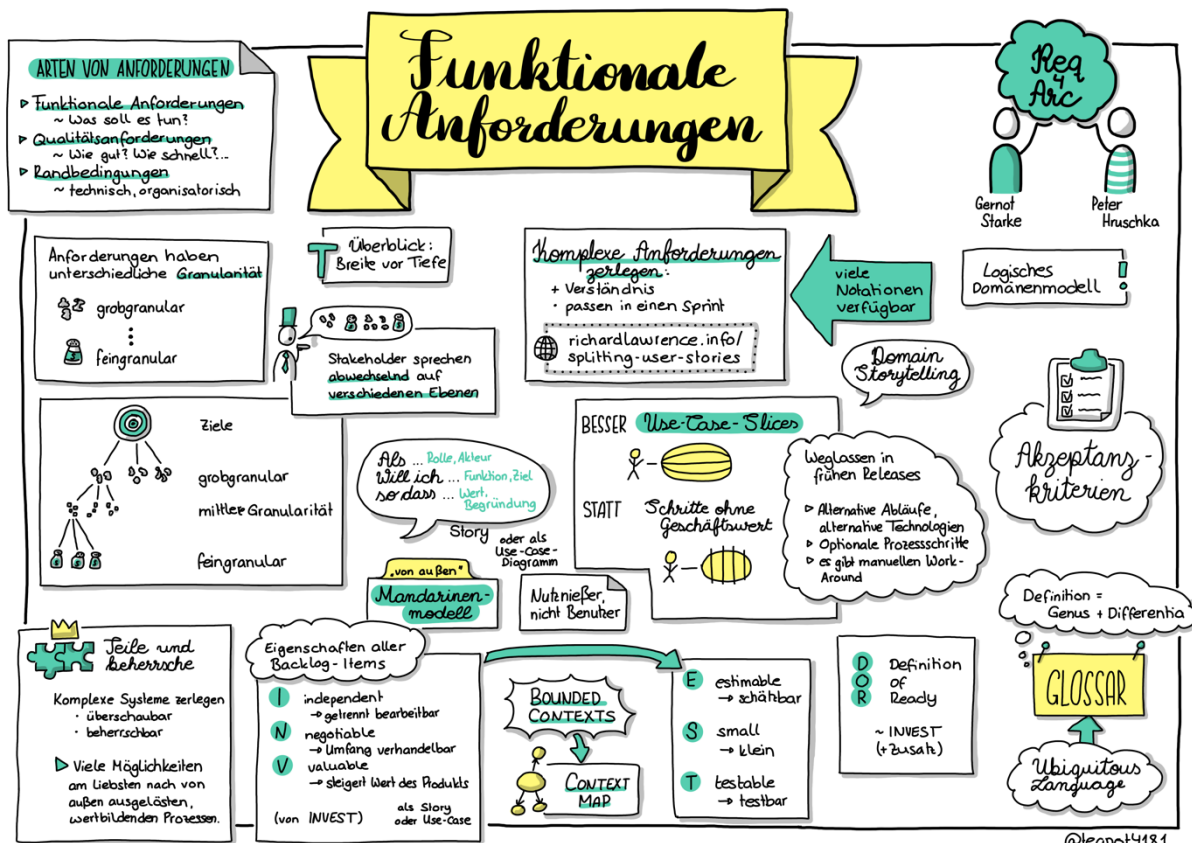 Funktionale
Anforderungen
ARTEN VON ANFORDERUNGEN
Funktionale Anforderungen
~ Was soll es tun?
Qualitätsanforderungen
~ Wie gut? Wie schnell?...
Randbedingungen
~ technisch, organisatorisch
Req
4
Arc
Gernot
Starke
Peter
Hruschka
Anforderungen haben
unterschiedliche Granularität
grobgranular
feingranular
T Überblick:
Breite vor Tiefe
Stakeholder sprechen
abwechselnd auf
verschiedenen Ebenen
Komplexe Anforderungen
zerlegen:
+ Verständnis
· passen in einen Sprint
richardlawrence.info/
splitting-user-stories
viele
Notationen
verfügbar
Logisches
Domänenmodell !
Domain
Storytelling
Akzeptanz-
kriterien
Ziele
grobgranular
mittlere Granularität
feingranular
Als ... Rolle, Akteur
Will ich ... Funktion, Ziel
so dass ... Wert,
Begründung
Story
oder als
Use-Case-
Diagramm
BESSER Use-Case-Slices
STATT Schritte ohne
Geschäftswert
Weglassen in
frühen Releases
Alternative Abläufe,
alternative Technologien
Optionale Prozessschritte
es gibt manuellen Work-
Around
"von außen"
Mandarinen-
modell
Nutznießer,
nicht Benutzer
Teile und
beherrsche
Komplexe Systeme zerlegen
· überschaubar
· beherrschbar
Viele Möglichkeiten
am Liebsten nach von
außen ausgelösten,
wertbildenden Prozessen.
Eigenschaften aller
Backlog-Items
I independent
→ getrennt bearbeitbar
N negotiable
→ Umfang verhandelbar
V valuable
→ steigert Wert des Produkts
(von INVEST)
als Story
oder Use-Case
BOUNDED
CONTEXTS
CONTEXT
MAP
E estimable
→ schätzbar
S small
→ klein
T testable
→ testbar
D Definition
O of
R Ready
~ INVEST
(+Zusatz)
Definition =
Genus + Differentia
GLOSSAR
Ubiquitous
Language
@teapot4181